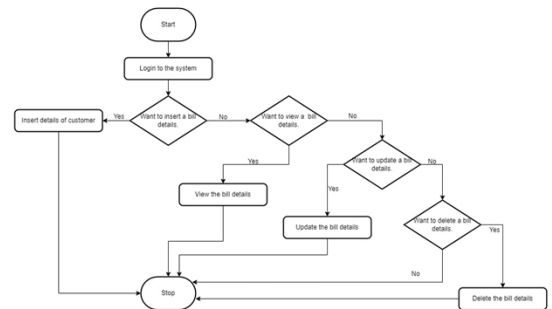 Start
Login to the system
Want to insert a bill
details.
Yes
No
Insert details of customer
Want to view a bill
details.
No
Yes
Want to update a bill
details.
No
Yes
View the bill details
Update the bill details
Want to delete a bill
details.
Yes
No
Stop
Delete the bill details